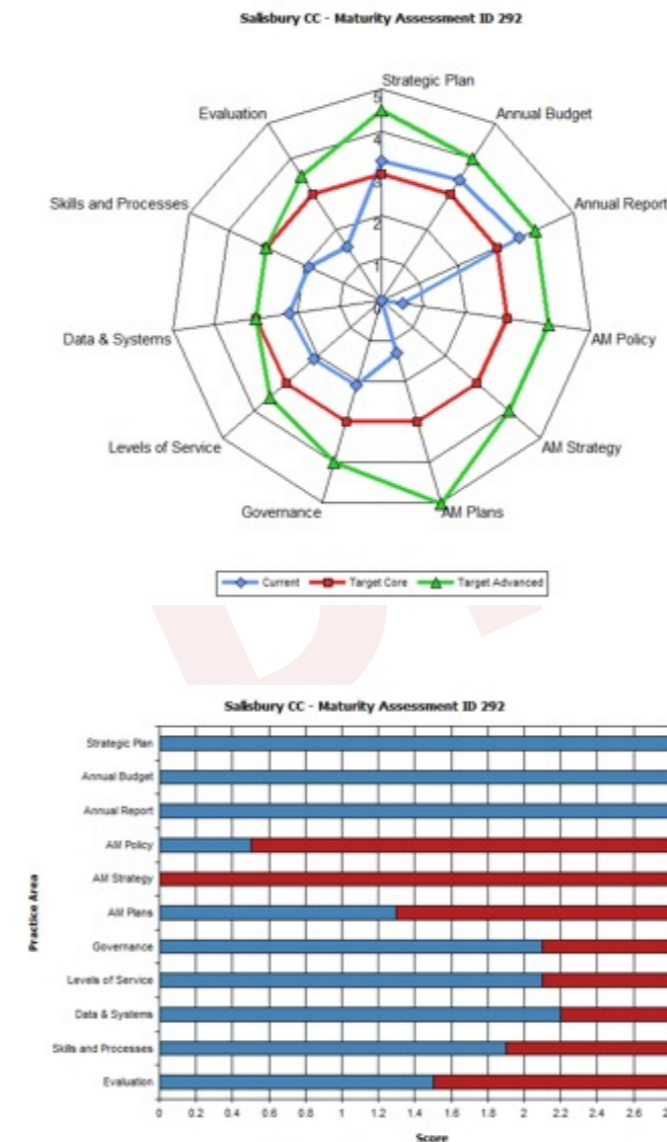 Salisbury CC - Maturity Assessment ID 292
Strategic Plan
5
Evaluation
Annual Budget
4
3
Skills and Processes
Annual Report
2
1
0
Data & Systems
AM Policy
Levels of Service
AM Strategy
Governance
AM Plans
Current Target Core Target Advanced
Salisbury CC - Maturity Assessment ID 292
Strategic Plan
Annual Budget
Annual Report
AM Policy
AM Strategy
Practice Area
AM Plans
Governance
Levels of Service
Data & Systems
Skills and Processes
Evaluation
0 0.2 0.4 0.6 0.8 1 1.2 1.4 1.6 1.8 2 2.2 2.4 2.6
Score